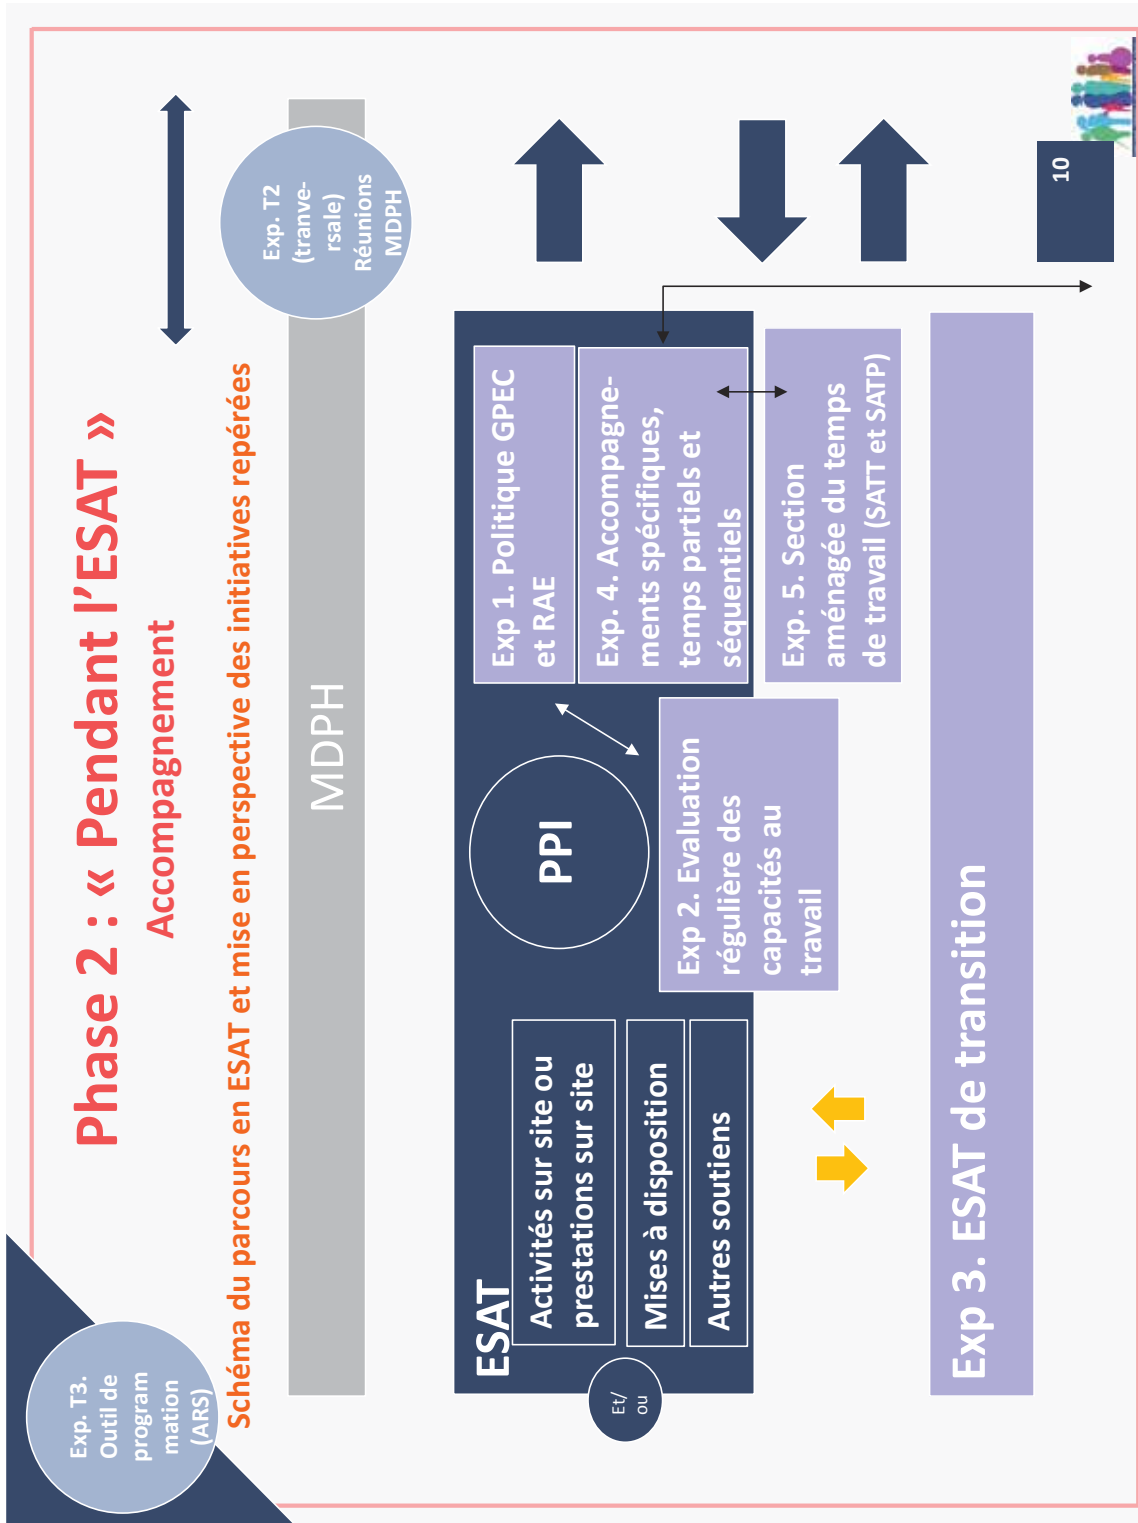 Exp. T3.
Outil de
program
mation
(ARS)
Phase 2 : « Pendant l’ESAT »
Accompagnement
Schéma du parcours en ESAT et mise en perspective des initiatives repérées
MDPH
Exp. T2
(tranve-
rsale)
Réunions
MDPH
ESAT
Et/
ou
Activités sur site ou
prestations sur site
Mises à disposition
Autres soutiens
PPI
Exp 2. Evaluation
régulière des
capacités au
travail
Exp 1. Politique GPEC
et RAE
Exp. 4. Accompagne-
ments spécifiques,
temps partiels et
séquentiels
Exp. 5. Section
aménagée du temps
de travail (SATT et SATP)
Exp 3. ESAT de transition
10